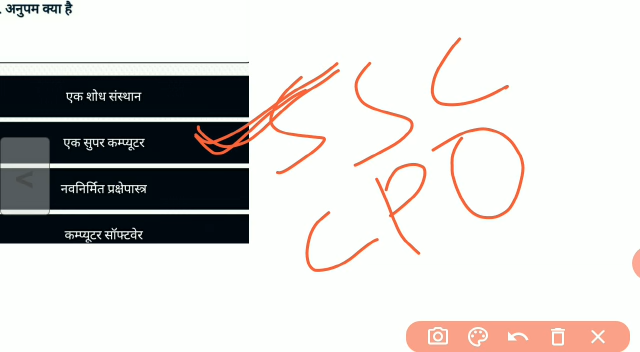 . अनुपम क्या है
एक शोध संस्थान
एक सुपर कम्प्यूटर
नवनिर्मित प्रक्षेपास्त्र
कम्प्यूटर सॉफ्टवेर
SSC
CPO